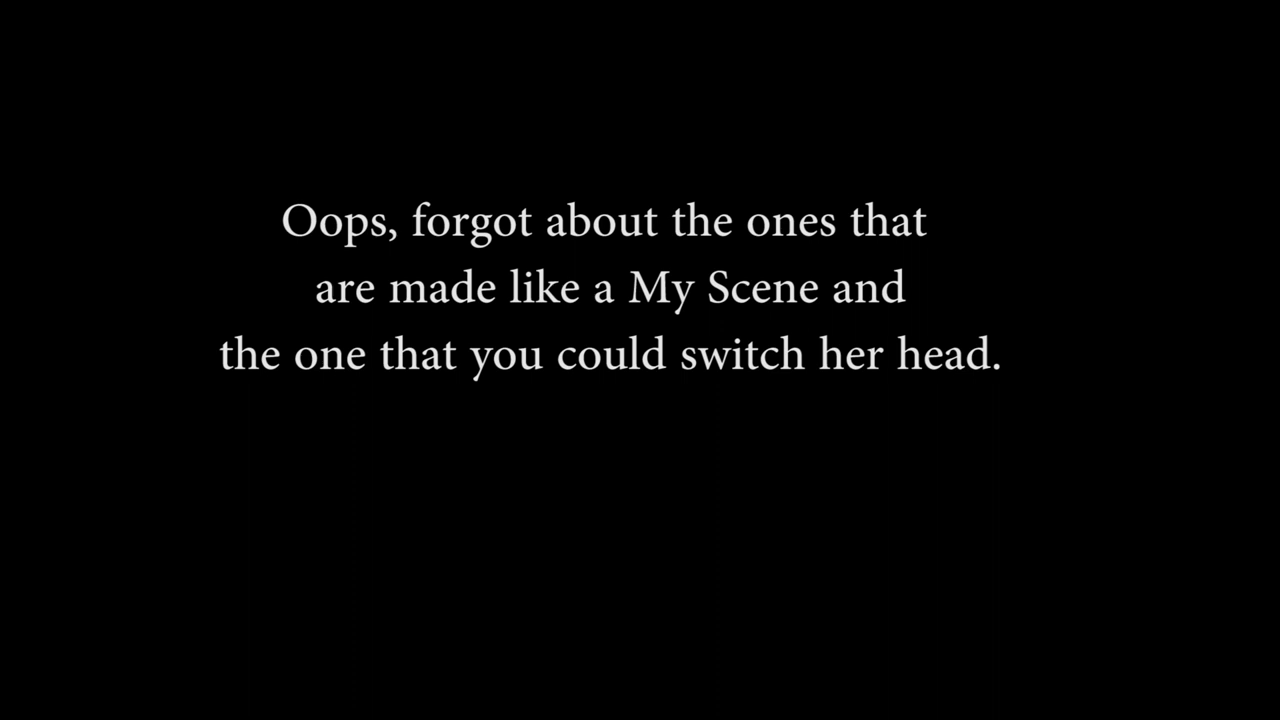 Oops, forgot about the ones that
are made like a My Scene and
the one that you could switch her head.